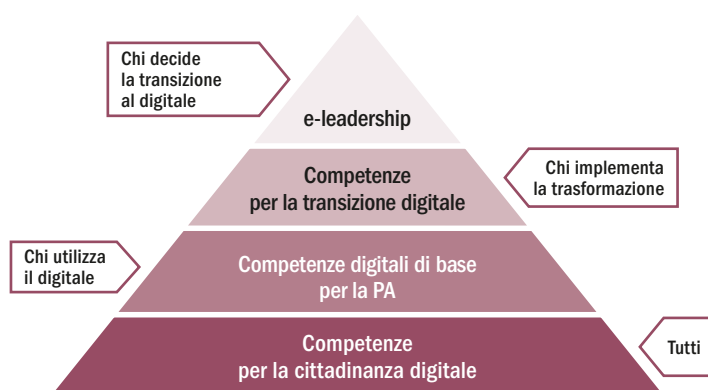 Chi decide
la transizione
al digitale
e-leadership
Competenze
per la transizione digitale
Chi implementa
la trasformazione
Chi utilizza
il digitale
Competenze digitali di base
per la PA
Competenze
per la cittadinanza digitale
Tutti